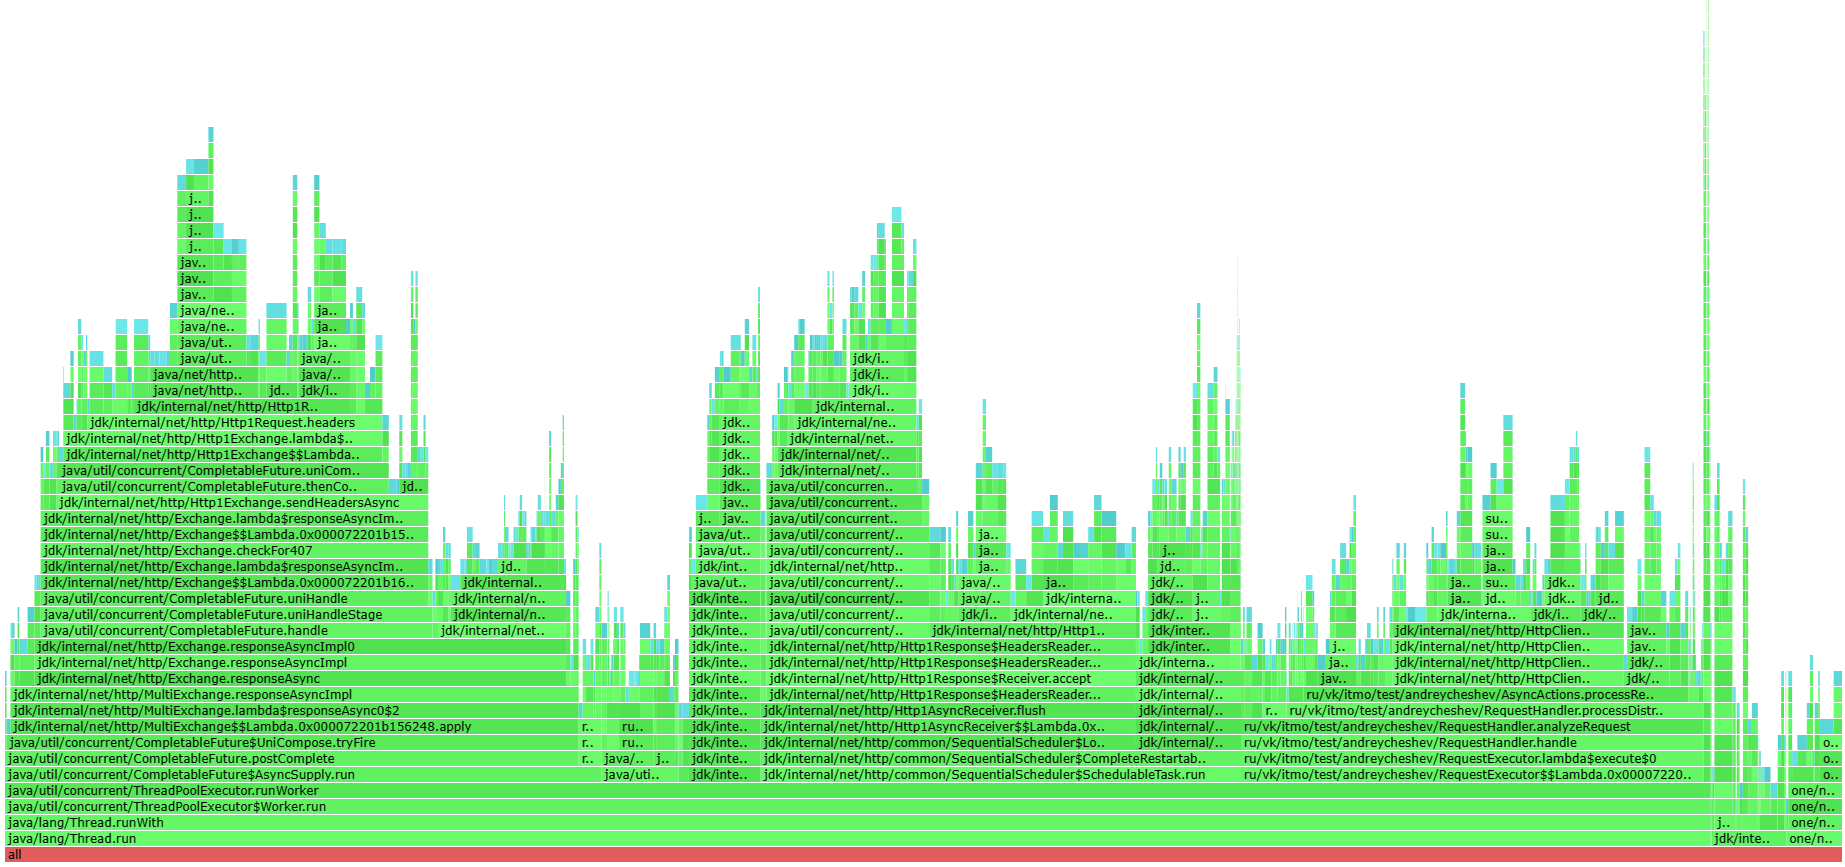 j..
j..
j..
j..
jav..
jav..
jav..
java/ne.. ja..
java/ne.. ja..
java/ut.. ja..
java/ut.. java/.. jdk/i..
java/net/http.. java/.. jdk/i..
java/net/http.. jd.. jdk/i.. jdk/i..
jdk/internal/net/http/Http1R.. jdk/internal..
jdk/internal/net/http/Http1Request.headers jdk.. jdk/internal/ne..
jdk/internal/net/http/Http1Exchange.lambda$.. jdk.. jdk/internal/net..
jdk/internal/net/http/Http1Exchange$$Lambda.. jdk.. jdk/internal/net/..
java/util/concurrent/CompletableFuture.uniCom.. jdk.. jdk/internal/net/..
java/util/concurrent/CompletableFuture.thenCo.. jd.. jdk.. java/util/concurren..
jdk/internal/net/http/Http1Exchange.sendHeadersAsync jav.. java/util/concurrent..
jdk/internal/net/http/Exchange.lambda$responseAsyncIm.. j.. jav.. java/util/concurrent.. su..
jdk/internal/net/http/Exchange$$Lambda.0x000072201b15.. java/ut.. java/util/concurrent/.. ja.. su..
jdk/internal/net/http/Exchange.checkFor407 java/ut.. java/util/concurrent/.. ja.. j.. ja..
jdk/internal/net/http/Exchange.lambda$responseAsyncIm.. jd.. jdk/int.. jdk/internal/net/http.. ja.. jd.. ja..
jdk/internal/net/http/Exchange$$Lambda.0x000072201b16.. jdk/internal.. java/ut.. java/util/concurrent/.. java/.. ja.. jdk/.. ja.. su.. jdk..
java/util/concurrent/CompletableFuture.uniHandle jdk/internal/n.. jdk/inte.. java/util/concurrent/.. java/.. jdk/interna.. jdk/.. j.. ja.. jd.. jdk.. jd..
java/util/concurrent/CompletableFuture.uniHandleStage jdk/internal/n.. jdk/inte.. java/util/concurrent/.. jdk/i.. jdk/internal/ne.. jdk/.. j.. jdk/interna.. jdk/i.. jdk/..
java/util/concurrent/CompletableFuture.handle jdk/internal/net.. jdk/inte.. java/util/concurrent/.. jdk/internal/net/http/Http1.. jdk/inter.. jdk/internal/net/http/HttpClien.. jav..
jdk/internal/net/http/Exchange.responseAsyncImpl0 jdk/inte.. jdk/internal/net/http/Http1Response$HeadersReader... jdk/inter.. j.. jdk/internal/net/http/HttpClien.. jav..
jdk/internal/net/http/Exchange.responseAsyncImpl jdk/inte.. jdk/internal/net/http/Http1Response$HeadersReader... jdk/interna.. ja.. jdk/internal/net/http/HttpClien.. jdk/..
jdk/internal/net/http/Exchange.responseAsync jdk/inte.. jdk/internal/net/http/Http1Response$Receiver.accept jdk/internal/.. jav.. jdk/internal/net/http/HttpClien.. jdk/..
jdk/internal/net/http/MultiExchange.responseAsyncImpl jdk/inte.. jdk/internal/net/http/Http1Response$HeadersReader... jdk/internal/.. ru/vk/itmo/test/andreycheshev/AsyncActions.processRe..
jdk/internal/net/http/MultiExchange.lambda$responseAsync0$2 jdk/inte.. jdk/internal/net/http/Http1AsyncReceiver.flush jdk/internal/.. r.. ru/vk/itmo/test/andreycheshev/RequestHandler.processDistr..
jdk/internal/net/http/MultiExchange$$Lambda.0x000072201b156248.apply r.. ru.. jdk/inte.. jdk/internal/net/http/Http1AsyncReceiver$$Lambda.0x.. jdk/internal/.. ru/vk/itmo/test/andreycheshev/RequestHandler.analyzeRequest
java/util/concurrent/CompletableFuture$UniCompose.tryFire r.. ru.. jdk/inte.. jdk/internal/net/http/common/SequentialScheduler$Lo.. jdk/internal/.. ru/vk/itmo/test/andreycheshev/RequestHandler.handle o..
java/util/concurrent/CompletableFuture.postComplete r.. java/.. j.. jdk/inte.. jdk/internal/net/http/common/SequentialScheduler$CompleteRestartab.. ru/vk/itmo/test/andreycheshev/RequestExecutor.lambda$execute$0 o..
java/util/concurrent/CompletableFuture$AsyncSupply.run java/uti.. jdk/inte.. jdk/internal/net/http/common/SequentialScheduler$SchedulableTask.run ru/vk/itmo/test/andreycheshev/RequestExecutor$$Lambda.0x00007220.. o..
java/util/concurrent/ThreadPoolExecutor.runWorker one/n..
java/util/concurrent/ThreadPoolExecutor$Worker.run one/n..
java/lang/Thread.runWith j.. one/n..
java/lang/Thread.run jdk/inte.. one/n..
all